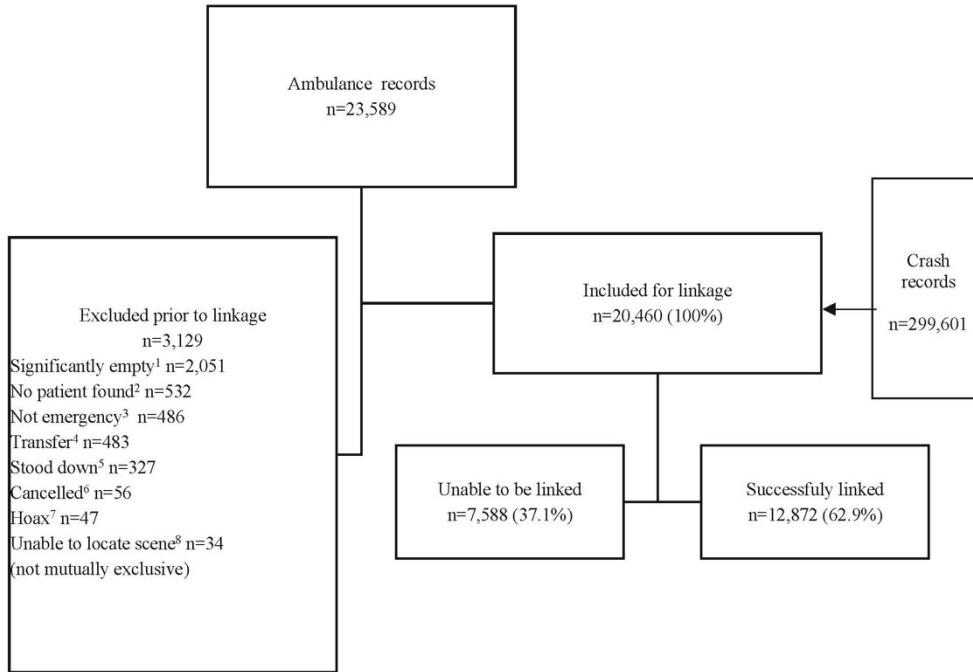 Ambulance records
n=23,589
Excluded prior to linkage
n=3,129
Significantly empty¹ n=2,051
No patient found² n=532
Not emergency³ n=486
Transfer⁴ n=483
Stood down⁵ n=327
Cancelled⁶ n=56
Hoax⁷ n=47
Unable to locate scene⁸ n=34
(not mutually exclusive)
Included for linkage
n=20,460 (100%)
Crash
records
n=299,601
Unable to be linked
n=7,588 (37.1%)
Successfuly linked
n=12,872 (62.9%)